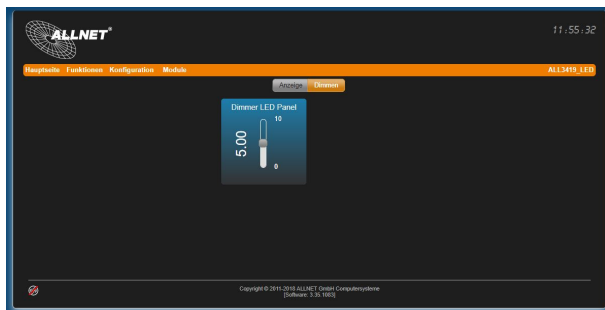 ALLNET®
11:55:32
Hauptseite Funktionen Konfiguration Module
ALL3419_LED
Anzeige Dimmen
Dimmer LED Panel
10
5.00
0
Copyright © 2011-2018 ALLNET GmbH Computersysteme
[Software: 3.35.1003]